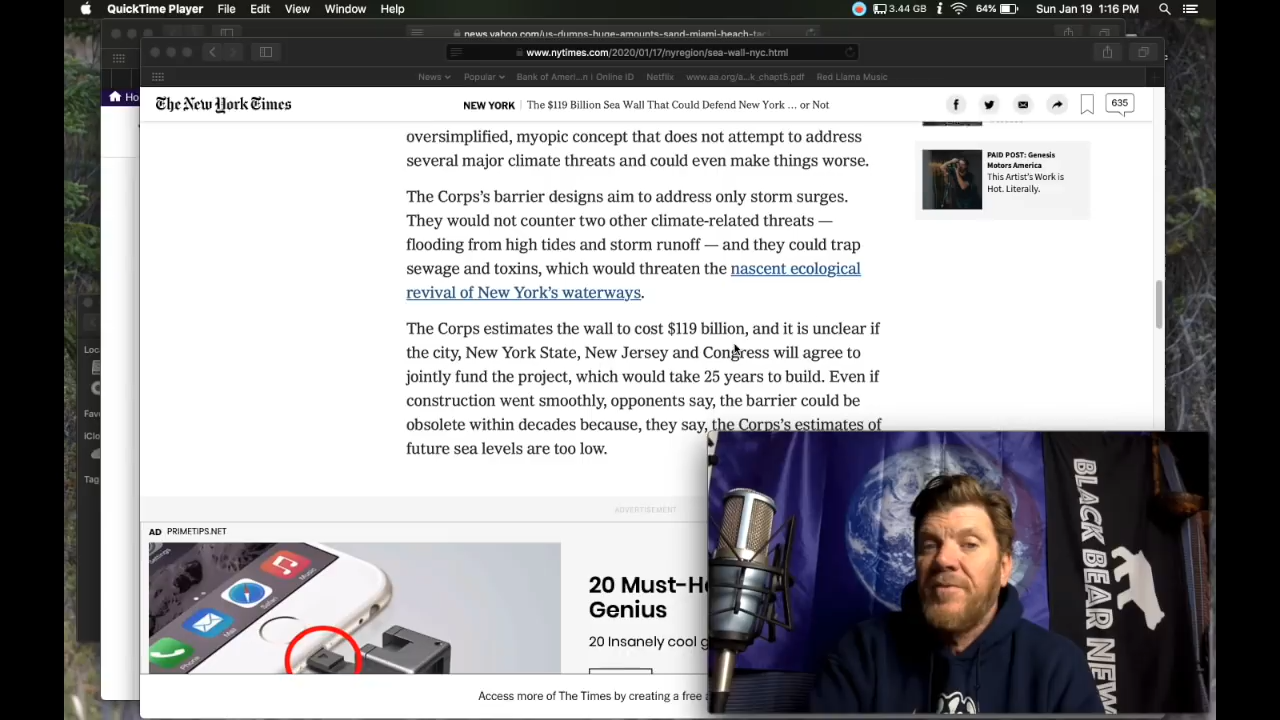 QuickTime Player File Edit View Window Help 3.44 GB 64% Sun Jan 19 1:16 PM
news.yahoo.com/us-dumps-huge-amounts-sand-miami-beach-tac
www.nytimes.com/2020/01/17/nyregion/sea-wall-nyc.html
News Popular Bank of Ameri...n | Online ID Netflix www.aa.org/a...k_chapt5.pdf Red Llama Music
Ho
The New York Times NEW YORK The $119 Billion Sea Wall That Could Defend New York ... or Not 635
oversimplified, myopic concept that does not attempt to address
several major climate threats and could even make things worse.
PAID POST: Genesis
Motors America
This Artist's Work is
Hot. Literally.
The Corps's barrier designs aim to address only storm surges.
They would not counter two other climate-related threats —
flooding from high tides and storm runoff — and they could trap
sewage and toxins, which would threaten the nascent ecological
revival of New York's waterways.
The Corps estimates the wall to cost $119 billion, and it is unclear if
the city, New York State, New Jersey and Congress will agree to
jointly fund the project, which would take 25 years to build. Even if
construction went smoothly, opponents say, the barrier could be
obsolete within decades because, they say, the Corps's estimates of
future sea levels are too low.
Loca
Favo
iClo
Tag
ADVERTISEMENT
AD PRIMETIPS.NET
20 Must-H
Genius
20 Insanely cool g
Settings
Safari
Mail
Phone
Access more of The Times by creating a free a
BLACK BEAR NEW